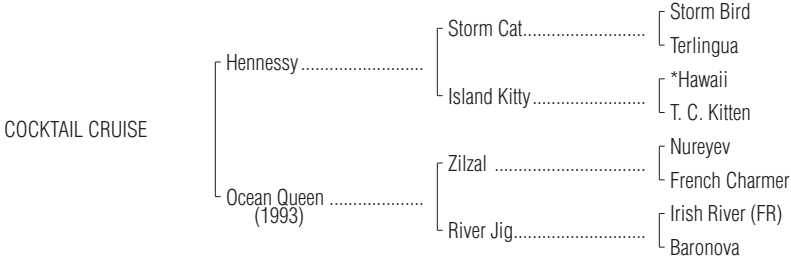 Storm Bird
Storm Cat..........................
Terlingua
Hennessy ..........................
*Hawaii
Island Kitty........................
T. C. Kitten
COCKTAIL CRUISE
Nureyev
Zilzal ................................
French Charmer
Ocean Queen ....................
(1993)
Irish River (FR)
River Jig............................
Baronova